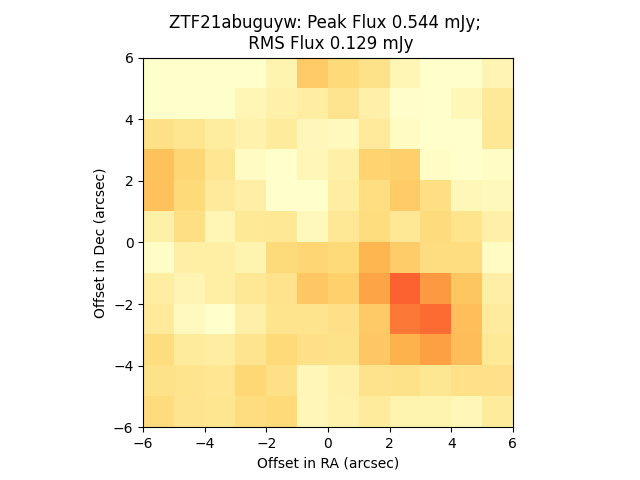 ZTF21abuguyw: Peak Flux 0.544 mJy;
RMS Flux 0.129 mJy
6
4
2
0
−2
−4
−6
Offset in Dec (arcsec)
−6 −4 −2 0 2 4 6
Offset in RA (arcsec)